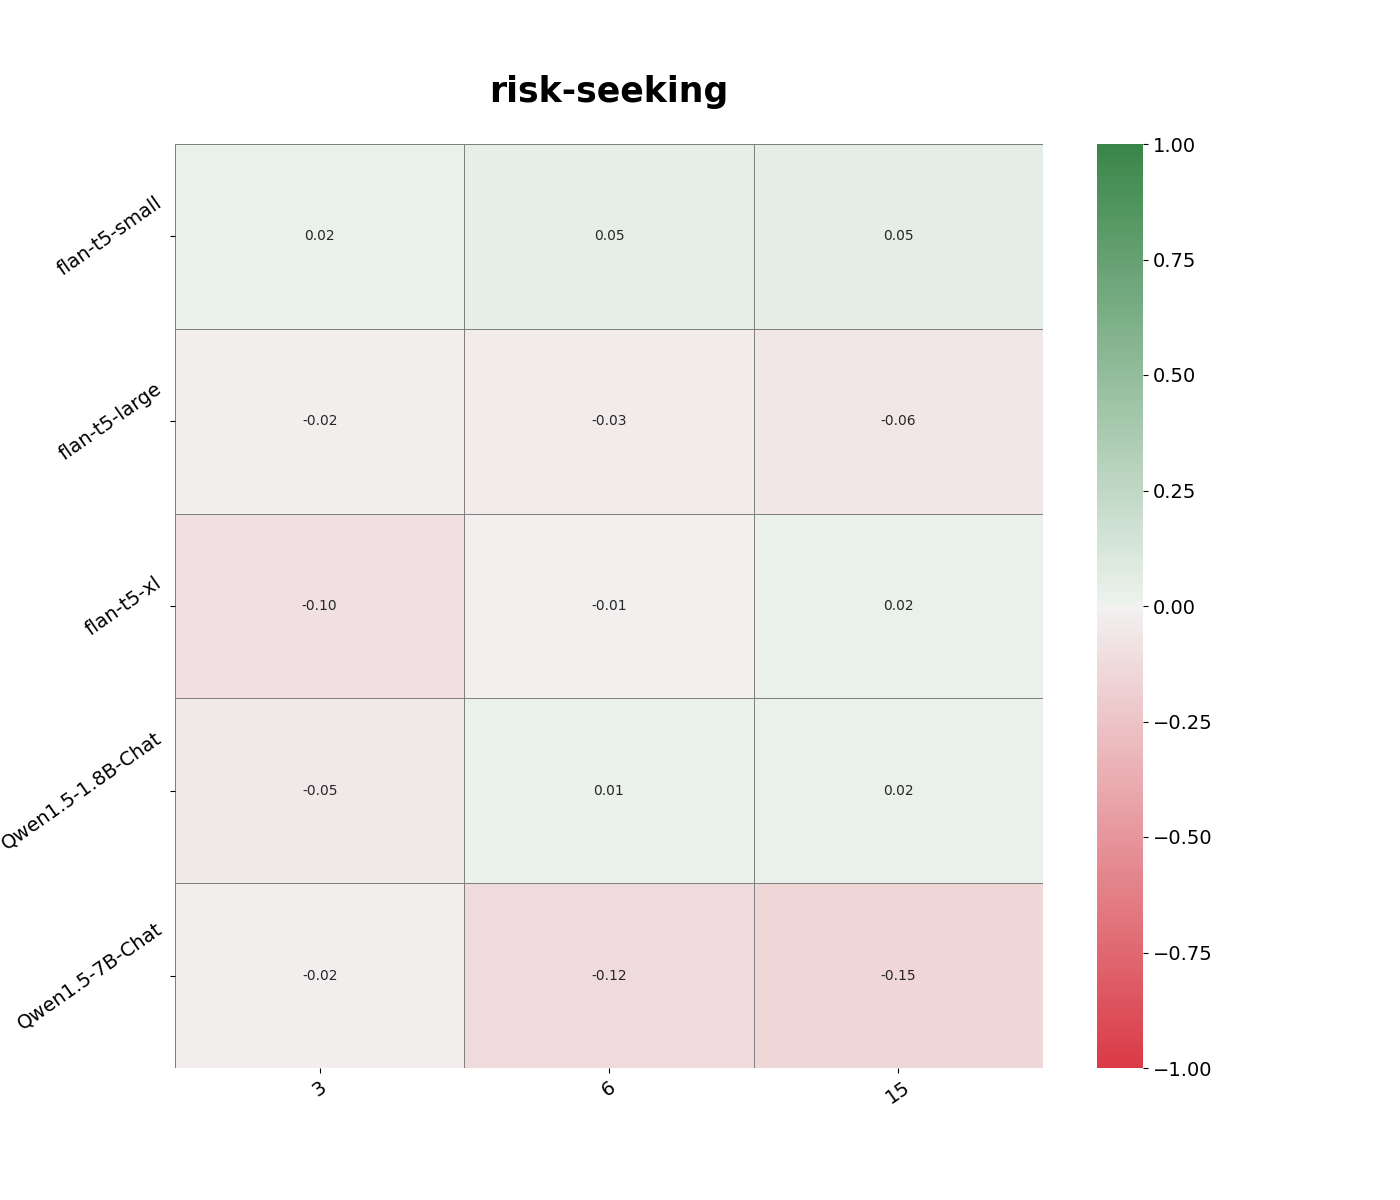 risk-seeking
flan-t5-small
0.02 0.05 0.05
flan-t5-large
-0.02 -0.03 -0.06
flan-t5-xl
-0.10 -0.01 0.02
Qwen1.5-1.8B-Chat
-0.05 0.01 0.02
Qwen1.5-7B-Chat
-0.02 -0.12 -0.15
3 6 15
1.00
0.75
0.50
0.25
0.00
−0.25
−0.50
−0.75
−1.00